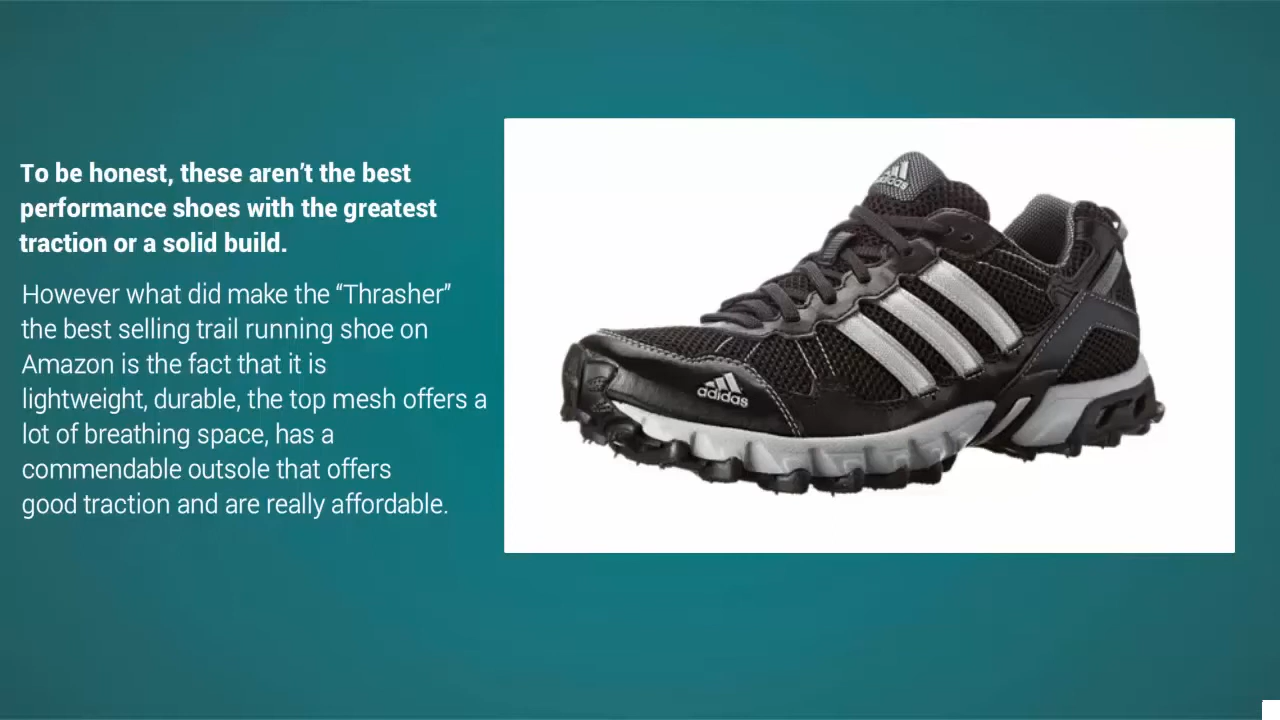 To be honest, these aren’t the best
performance shoes with the greatest
traction or a solid build.
However what did make the “Thrasher”
the best selling trail running shoe on
Amazon is the fact that it is
lightweight, durable, the top mesh offers a
lot of breathing space, has a
commendable outsole that offers
good traction and are really affordable.
adidas
adidas